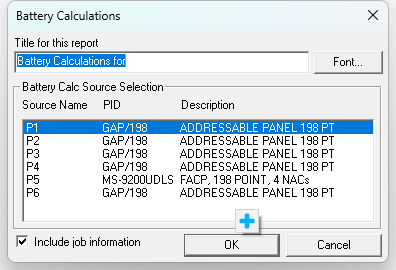 Battery Calculations
Title for this report
Battery Calculations for
Font...
Battery Calc Source Selection
Source Name PID Description
P1 GAP/198 ADDRESSABLE PANEL 198 PT
P2 GAP/198 ADDRESSABLE PANEL 198 PT
P3 GAP/198 ADDRESSABLE PANEL 198 PT
P4 GAP/198 ADDRESSABLE PANEL 198 PT
P5 MS-9200UDLS FACP, 198 POINT, 4 NACs
P6 GAP/198 ADDRESSABLE PANEL 198 PT
Include job information
OK
Cancel